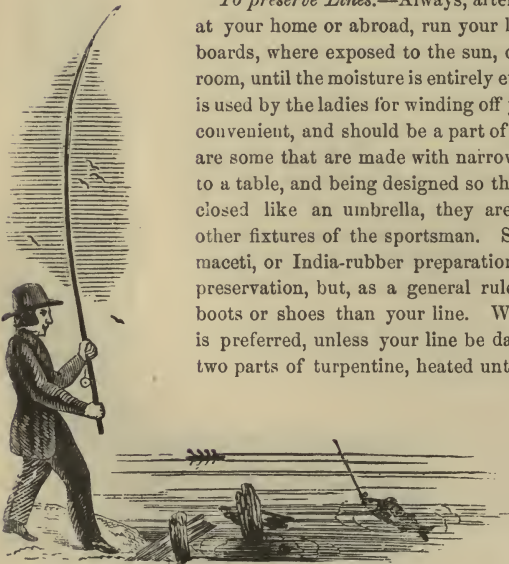 To preserve Lines.—Always, after
at your home or abroad, run your l
boards, where exposed to the sun, o
room, until the moisture is entirely e
is used by the ladies for winding off
convenient, and should be a part of
are some that are made with narrow
to a table, and being designed so th
closed like an umbrella, they are
other fixtures of the sportsman. S
maceti, or India-rubber preparation
preservation, but, as a general rule
boots or shoes than your line. W
is preferred, unless your line be da
two parts of turpentine, heated unt